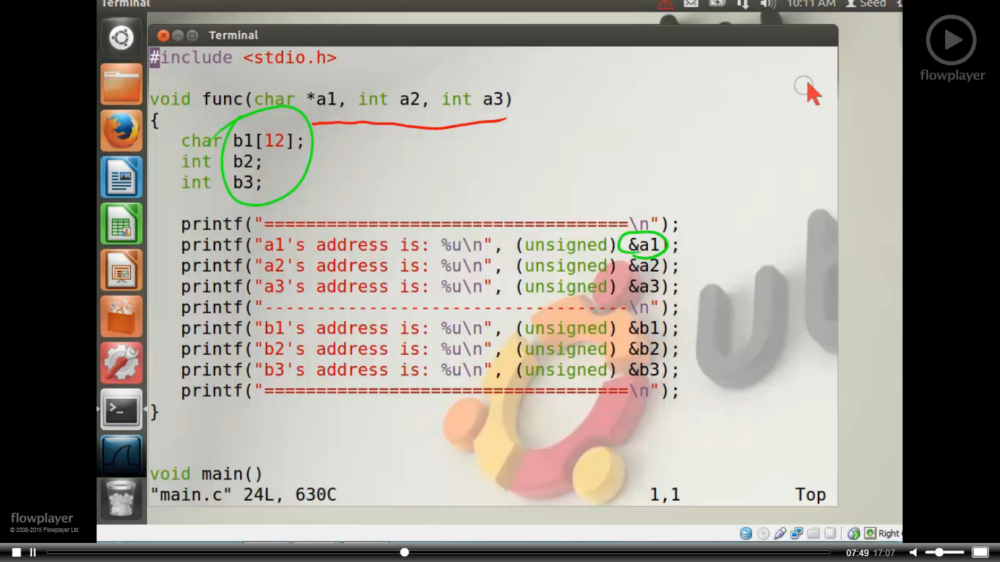 Terminal
10:11 AM Seed
flowplayer
Terminal
#include <stdio.h>
void func(char *a1, int a2, int a3)
{
char b1[12];
int b2;
int b3;
printf("===================================\n");
printf("a1's address is: %u\n", (unsigned) &a1);
printf("a2's address is: %u\n", (unsigned) &a2);
printf("a3's address is: %u\n", (unsigned) &a3);
printf("-----------------------------------\n");
printf("b1's address is: %u\n", (unsigned) &b1);
printf("b2's address is: %u\n", (unsigned) &b2);
printf("b3's address is: %u\n", (unsigned) &b3);
printf("===================================\n");
}
void main()
"main.c" 24L, 630C 1,1 Top
flowplayer
© 2008-2015 Flowplayer Ltd
Right
07:49 17:07